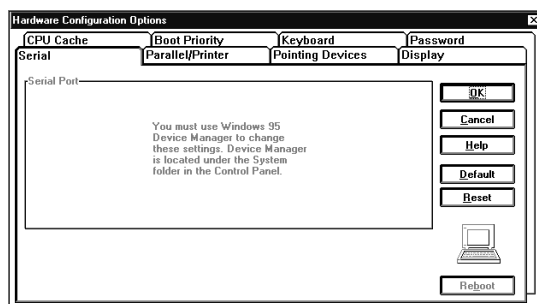 Hardware Configuration Options
CPU Cache
Boot Priority
Keyboard
Password
Serial
Parallel/Printer
Pointing Devices
Display
Serial Port
You must use Windows 95
Device Manager to change
these settings. Device Manager
is located under the System
folder in the Control Panel.
OK
Cancel
Help
Default
Reset
Reboot